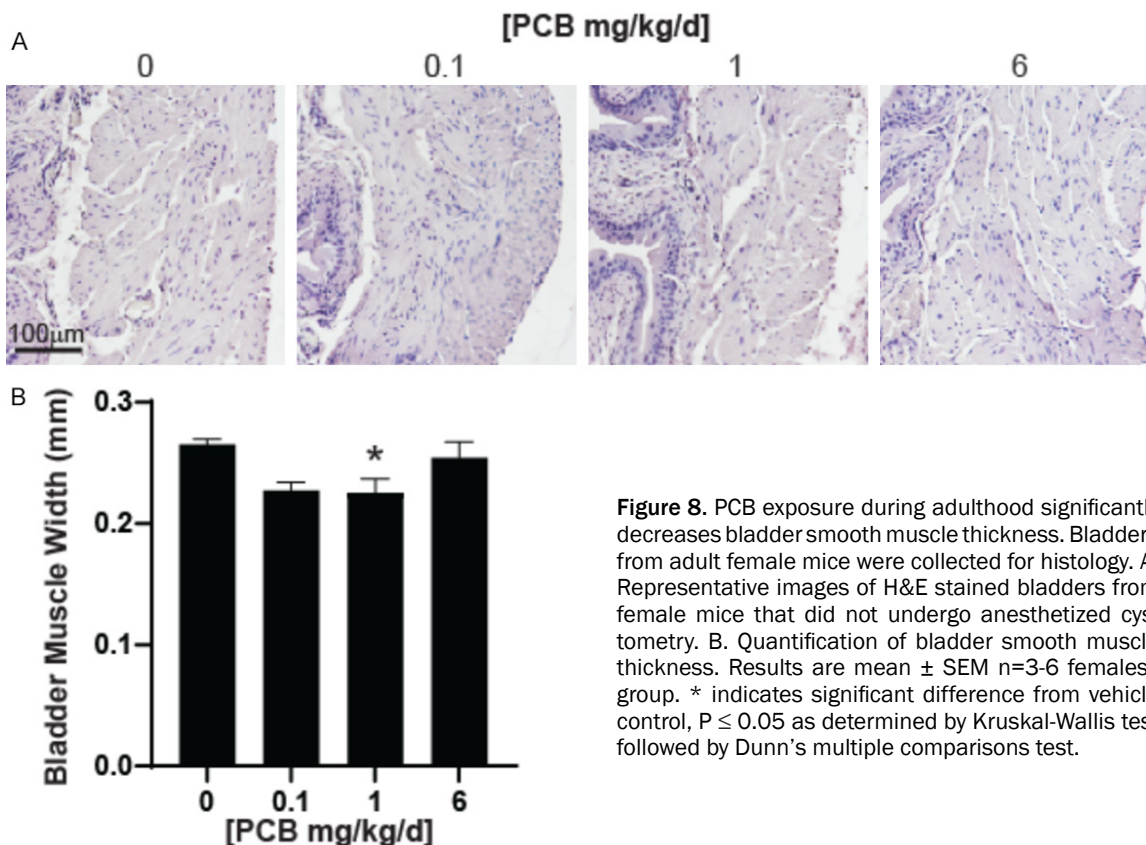 A
[PCB mg/kg/d]
0 0.1 1 6
100µm
B
Bladder Muscle Width (mm)
0.3
0.2
0.1
0.0
*
0 0.1 1 6
[PCB mg/kg/d]
Figure 8. PCB exposure during adulthood significantl
decreases bladder smooth muscle thickness. Bladder
from adult female mice were collected for histology. A
Representative images of H&E stained bladders from
female mice that did not undergo anesthetized cys
tometry. B. Quantification of bladder smooth muscl
thickness. Results are mean ± SEM n=3-6 females
group. * indicates significant difference from vehicl
control, P ≤ 0.05 as determined by Kruskal-Wallis tes
followed by Dunn’s multiple comparisons test.